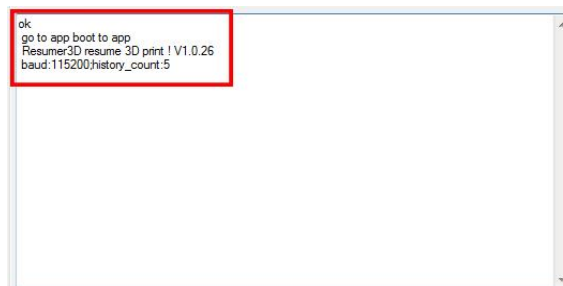 ok
go to app boot to app
Resumer3D resume 3D print ! V1.0.26
baud:115200;history_count:5